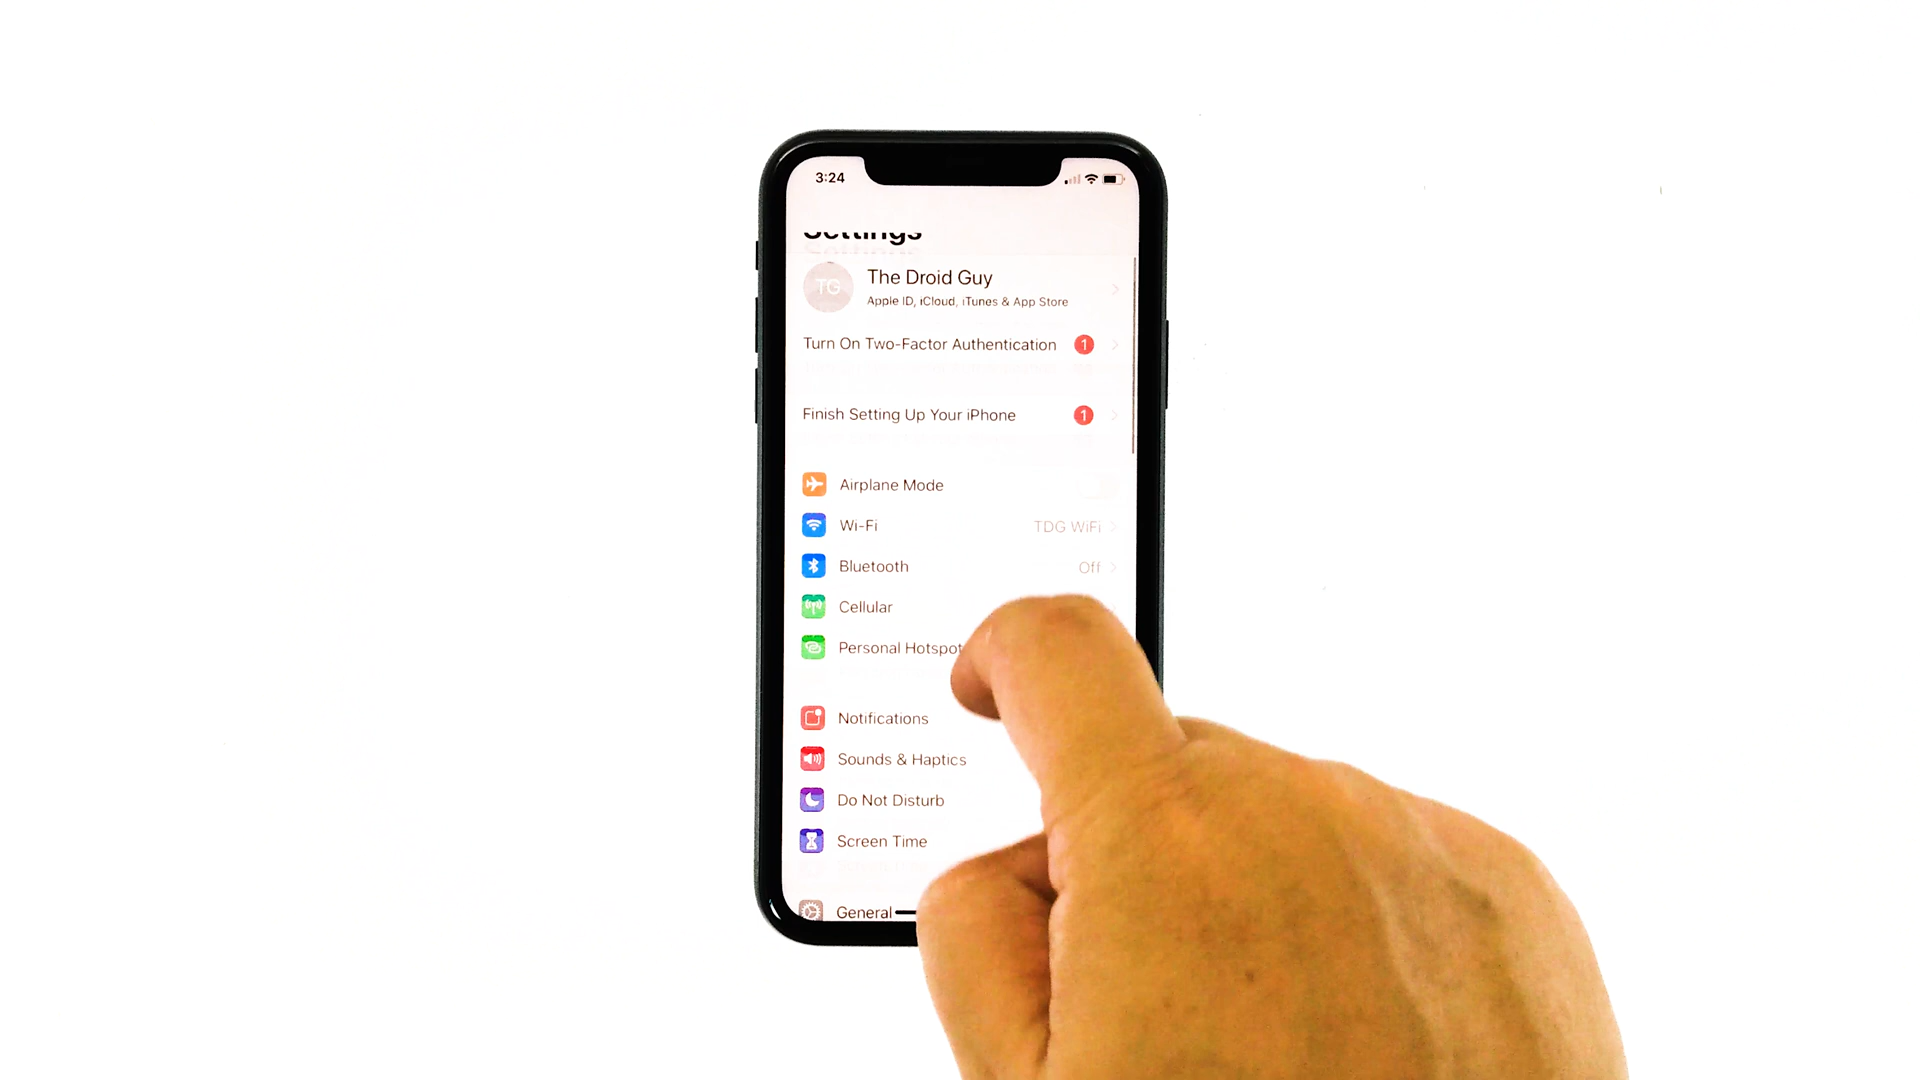 3:24
Settings
TG
The Droid Guy
Apple ID, iCloud, iTunes & App Store
Turn On Two-Factor Authentication 1
Finish Setting Up Your iPhone 1
Airplane Mode
Wi-Fi TDG WiFi
Bluetooth Off
Cellular
Personal Hotspot
Notifications
Sounds & Haptics
Do Not Disturb
Screen Time
General